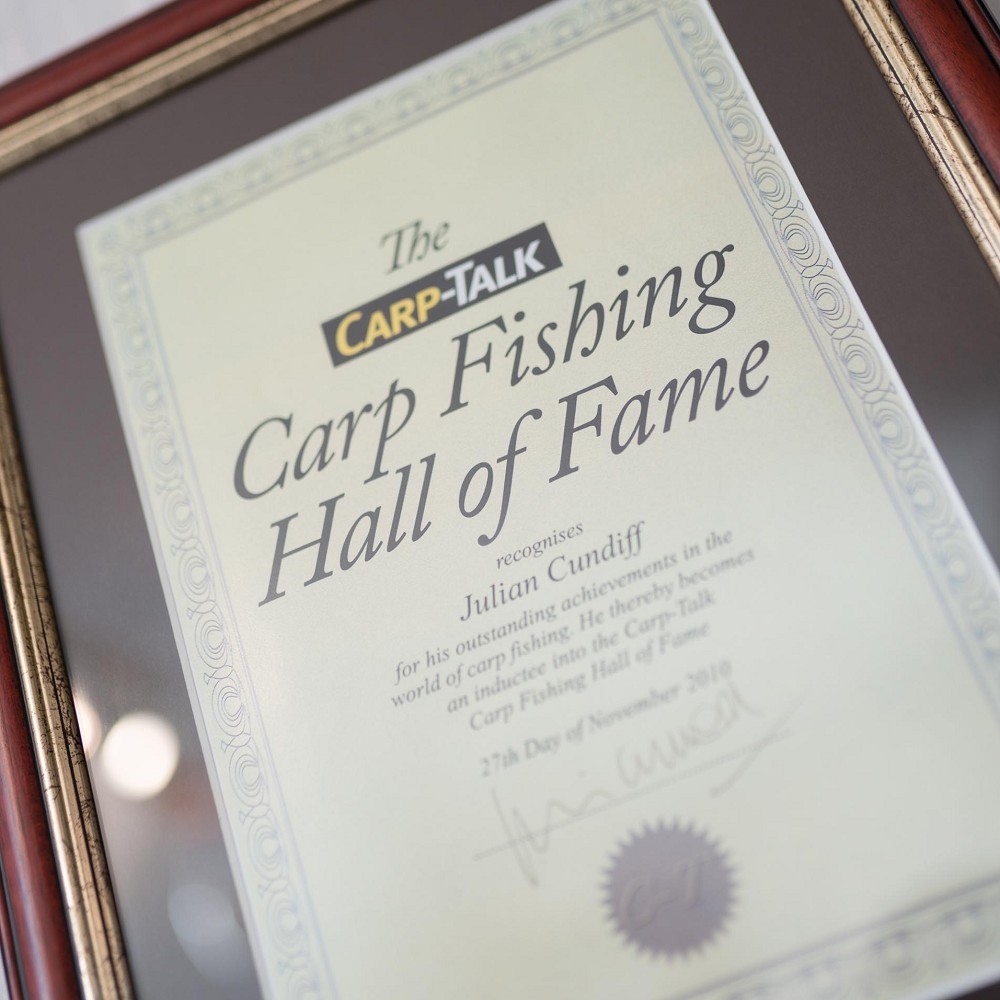 The
CARP-TALK
Carp Fishing
Hall of Fame
recognises
Julian Cundiff
for his outstanding achievements in the
world of carp fishing. He thereby becomes
an inductee into the Carp-Talk
Carp Fishing Hall of Fame
27th Day of November 2010